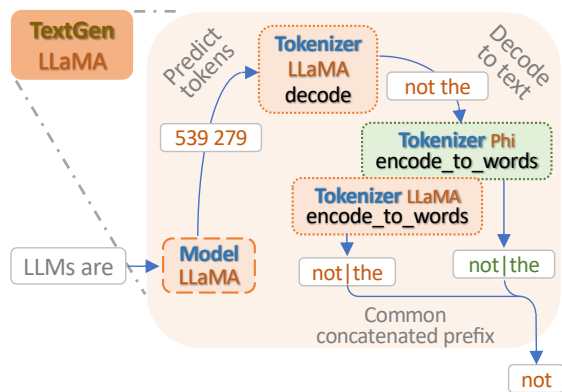 TextGen
LLaMA
Predict
tokens
Tokenizer
LLaMA
decode
Decode
to text
not the
539 279
Tokenizer Phi
encode_to_words
Tokenizer LLaMA
encode_to_words
LLMs are
Model
LLaMA
not|the
not|the
Common
concatenated prefix
not